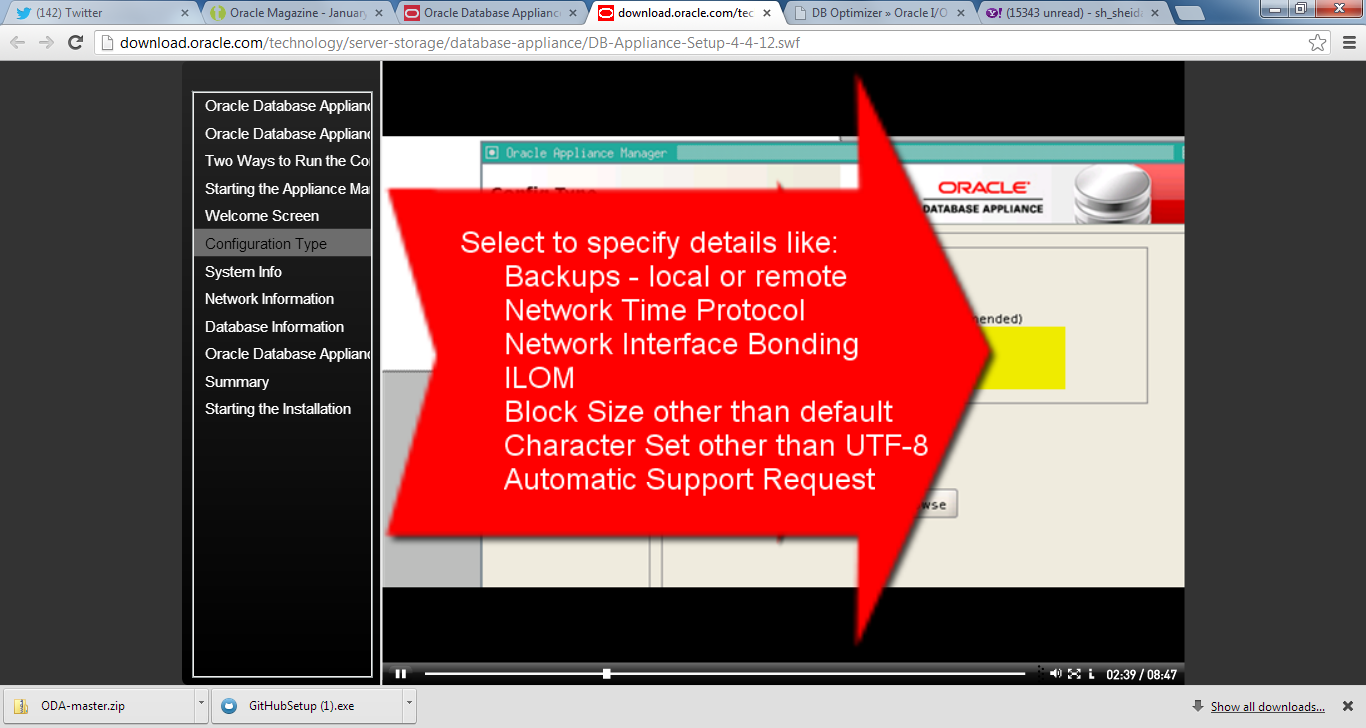 (142) Twitter
Oracle Magazine - January
Oracle Database Applianc
download.oracle.com/tec
DB Optimizer » Oracle I/O
(15343 unread) - sh_sheida
download.oracle.com/technology/server-storage/database-appliance/DB-Appliance-Setup-4-4-12.swf
Oracle Database Applianc
Oracle Database Applianc
Two Ways to Run the Co
Starting the Appliance Ma
Welcome Screen
Configuration Type
System Info
Network Information
Database Information
Oracle Database Applianc
Summary
Starting the Installation
Oracle Appliance Manager
ORACLE
DATABASE APPLIANCE
Select to specify details like:
Backups - local or remote
Network Time Protocol
Network Interface Bonding
ILOM
Block Size other than default
Character Set other than UTF-8
Automatic Support Request
mended)
wse
02:39 / 08:47
ODA-master.zip
GitHubSetup (1).exe
Show all downloads...